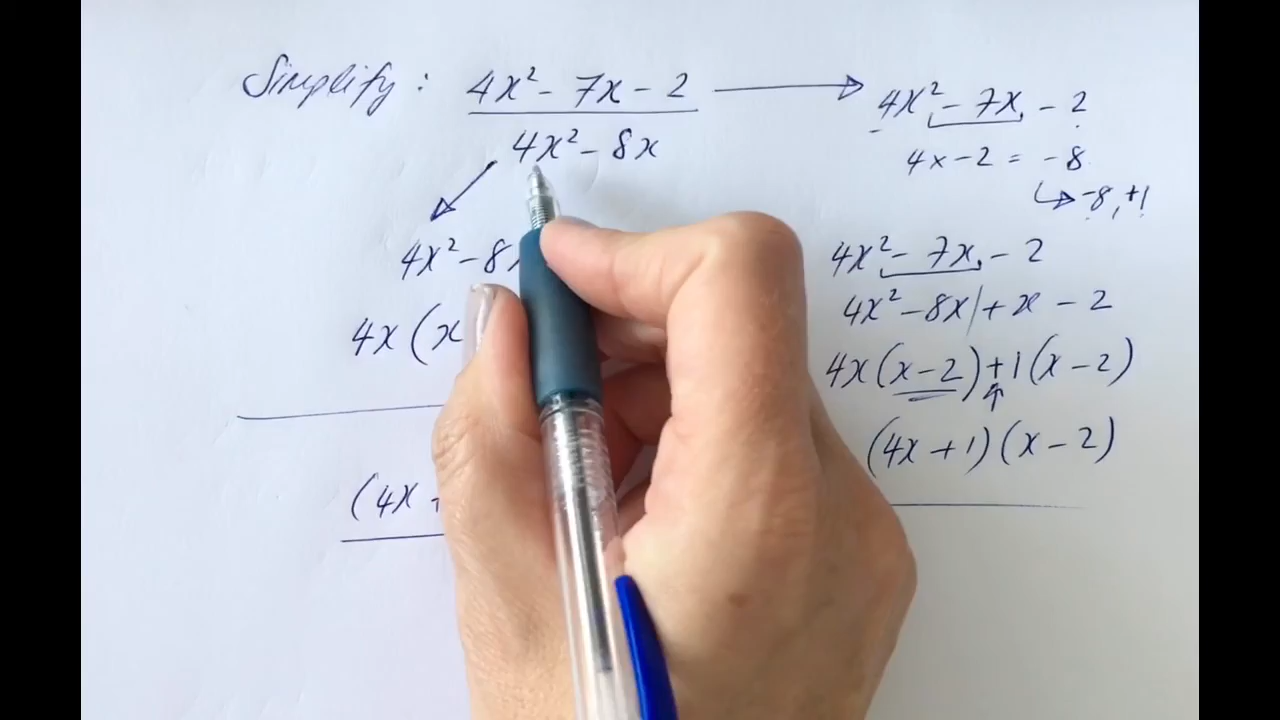 Simplify: 4x² - 7x - 2
4x² - 8x
4x² - 8
4x (x
(4x +
4x² - 7x - 2
4x - 2 = -8
-8, +1
4x² - 7x - 2
4x² - 8x + x - 2
4x (x - 2) + 1 (x - 2)
(4x + 1) (x - 2)